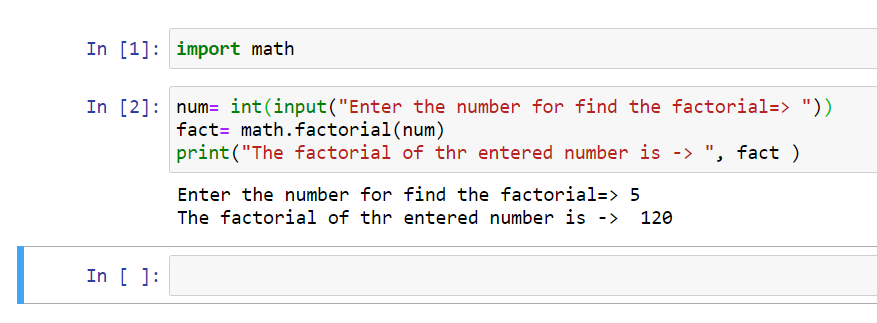 In [1]: import math
In [2]: num= int(input("Enter the number for find the factorial=> "))
fact= math.factorial(num)
print("The factorial of thr entered number is -> ", fact )
Enter the number for find the factorial=> 5
The factorial of thr entered number is ->  120
In [ ]: